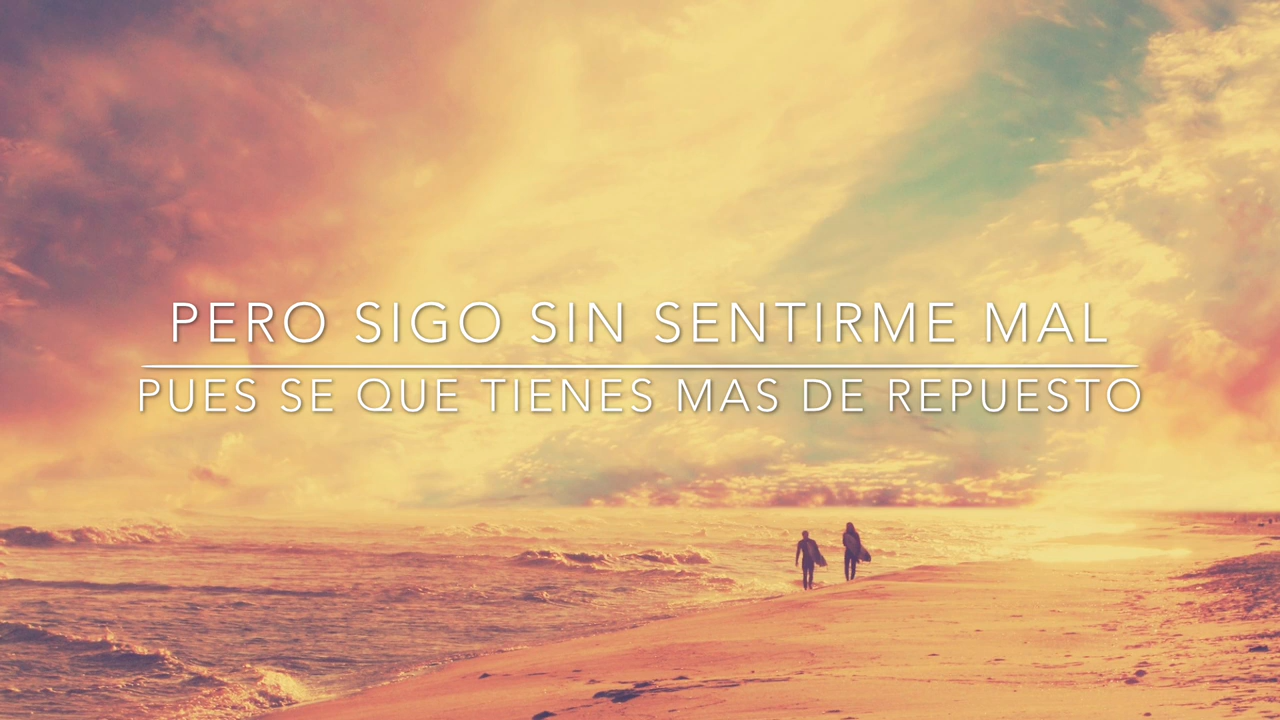 PERO SIGO SIN SENTIRME MAL
PUES SE QUE TIENES MAS DE REPUESTO